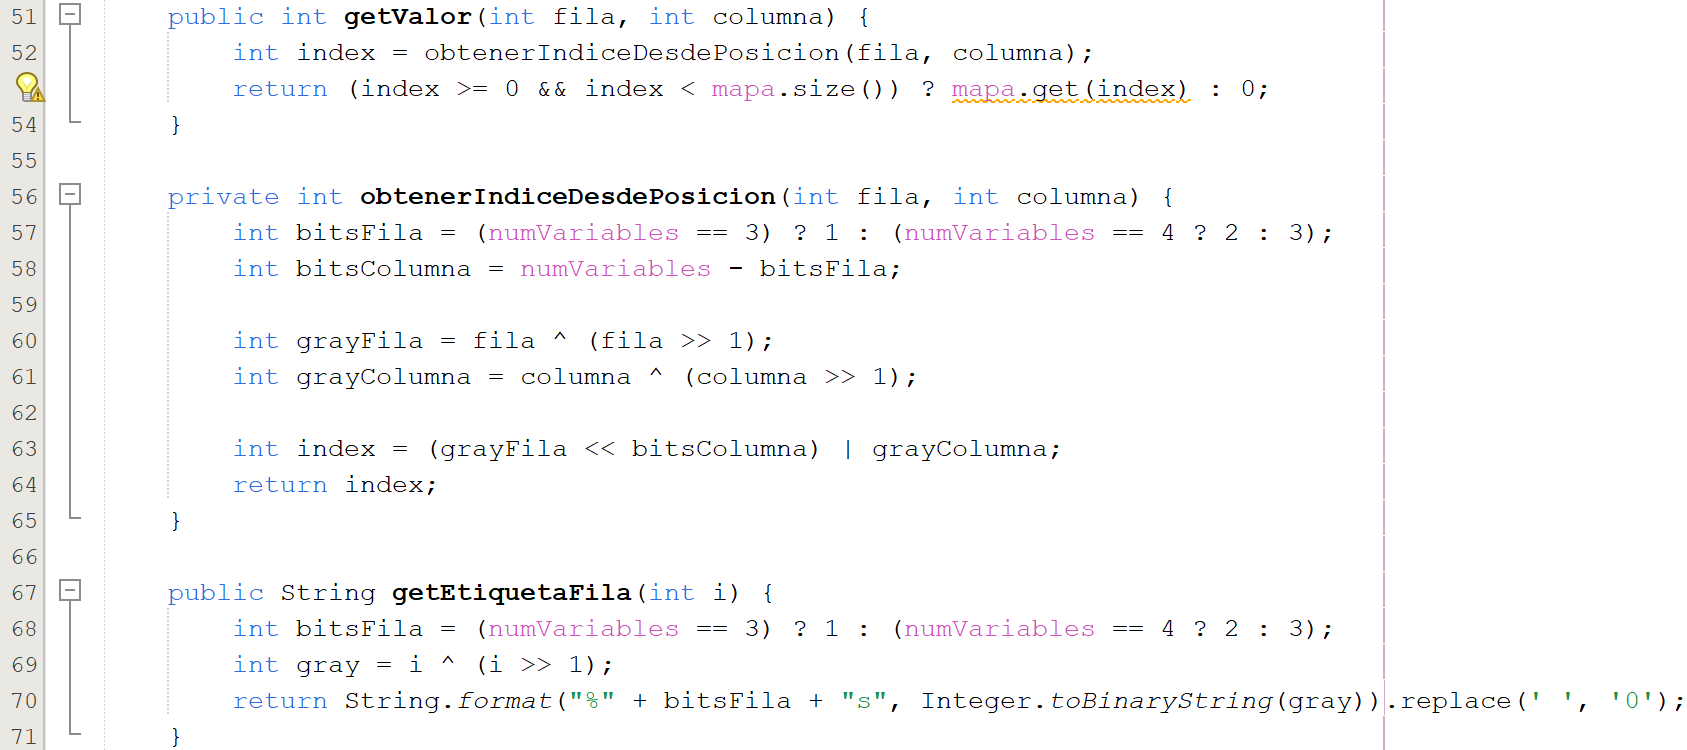 51 public int getValor(int fila, int columna) {
52 int index = obtenerIndiceDesdePosicion(fila, columna);
return (index >= 0 && index < mapa.size()) ? mapa.get(index) : 0;
54 }
55
56 private int obtenerIndiceDesdePosicion(int fila, int columna) {
57 int bitsFila = (numVariables == 3) ? 1 : (numVariables == 4 ? 2 : 3);
58 int bitsColumna = numVariables - bitsFila;
59
60 int grayFila = fila ^ (fila >> 1);
61 int grayColumna = columna ^ (columna >> 1);
62
63 int index = (grayFila << bitsColumna) | grayColumna;
64 return index;
65 }
66
67 public String getEtiquetaFila(int i) {
68 int bitsFila = (numVariables == 3) ? 1 : (numVariables == 4 ? 2 : 3);
69 int gray = i ^ (i >> 1);
70 return String.format("%" + bitsFila + "s", Integer.toBinaryString(gray)).replace(' ', '0');
71 }